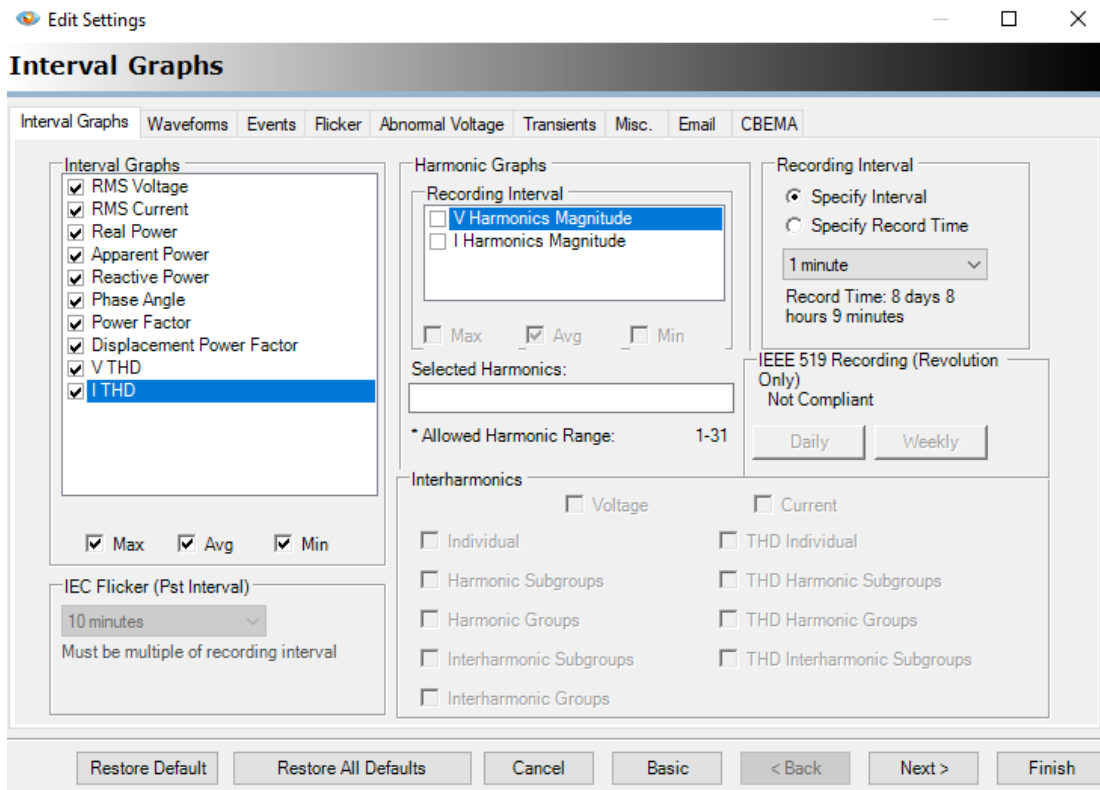 Edit Settings
Interval Graphs
Interval Graphs Waveforms Events Flicker Abnormal Voltage Transients Misc. Email CBEMA
Interval Graphs
RMS Voltage
RMS Current
Real Power
Apparent Power
Reactive Power
Phase Angle
Power Factor
Displacement Power Factor
V THD
I THD
Max Avg Min
IEC Flicker (Pst Interval)
10 minutes
Must be multiple of recording interval
Harmonic Graphs
Recording Interval
V Harmonics Magnitude
I Harmonics Magnitude
Max Avg Min
Selected Harmonics:
* Allowed Harmonic Range: 1-31
Recording Interval
Specify Interval
Specify Record Time
1 minute
Record Time: 8 days 8
hours 9 minutes
IEEE 519 Recording (Revolution
Only)
Not Compliant
Daily Weekly
Interharmonics
Voltage Current
Individual THD Individual
Harmonic Subgroups THD Harmonic Subgroups
Harmonic Groups THD Harmonic Groups
Interharmonic Subgroups THD Interharmonic Subgroups
Interharmonic Groups
Restore Default Restore All Defaults Cancel Basic < Back Next > Finish